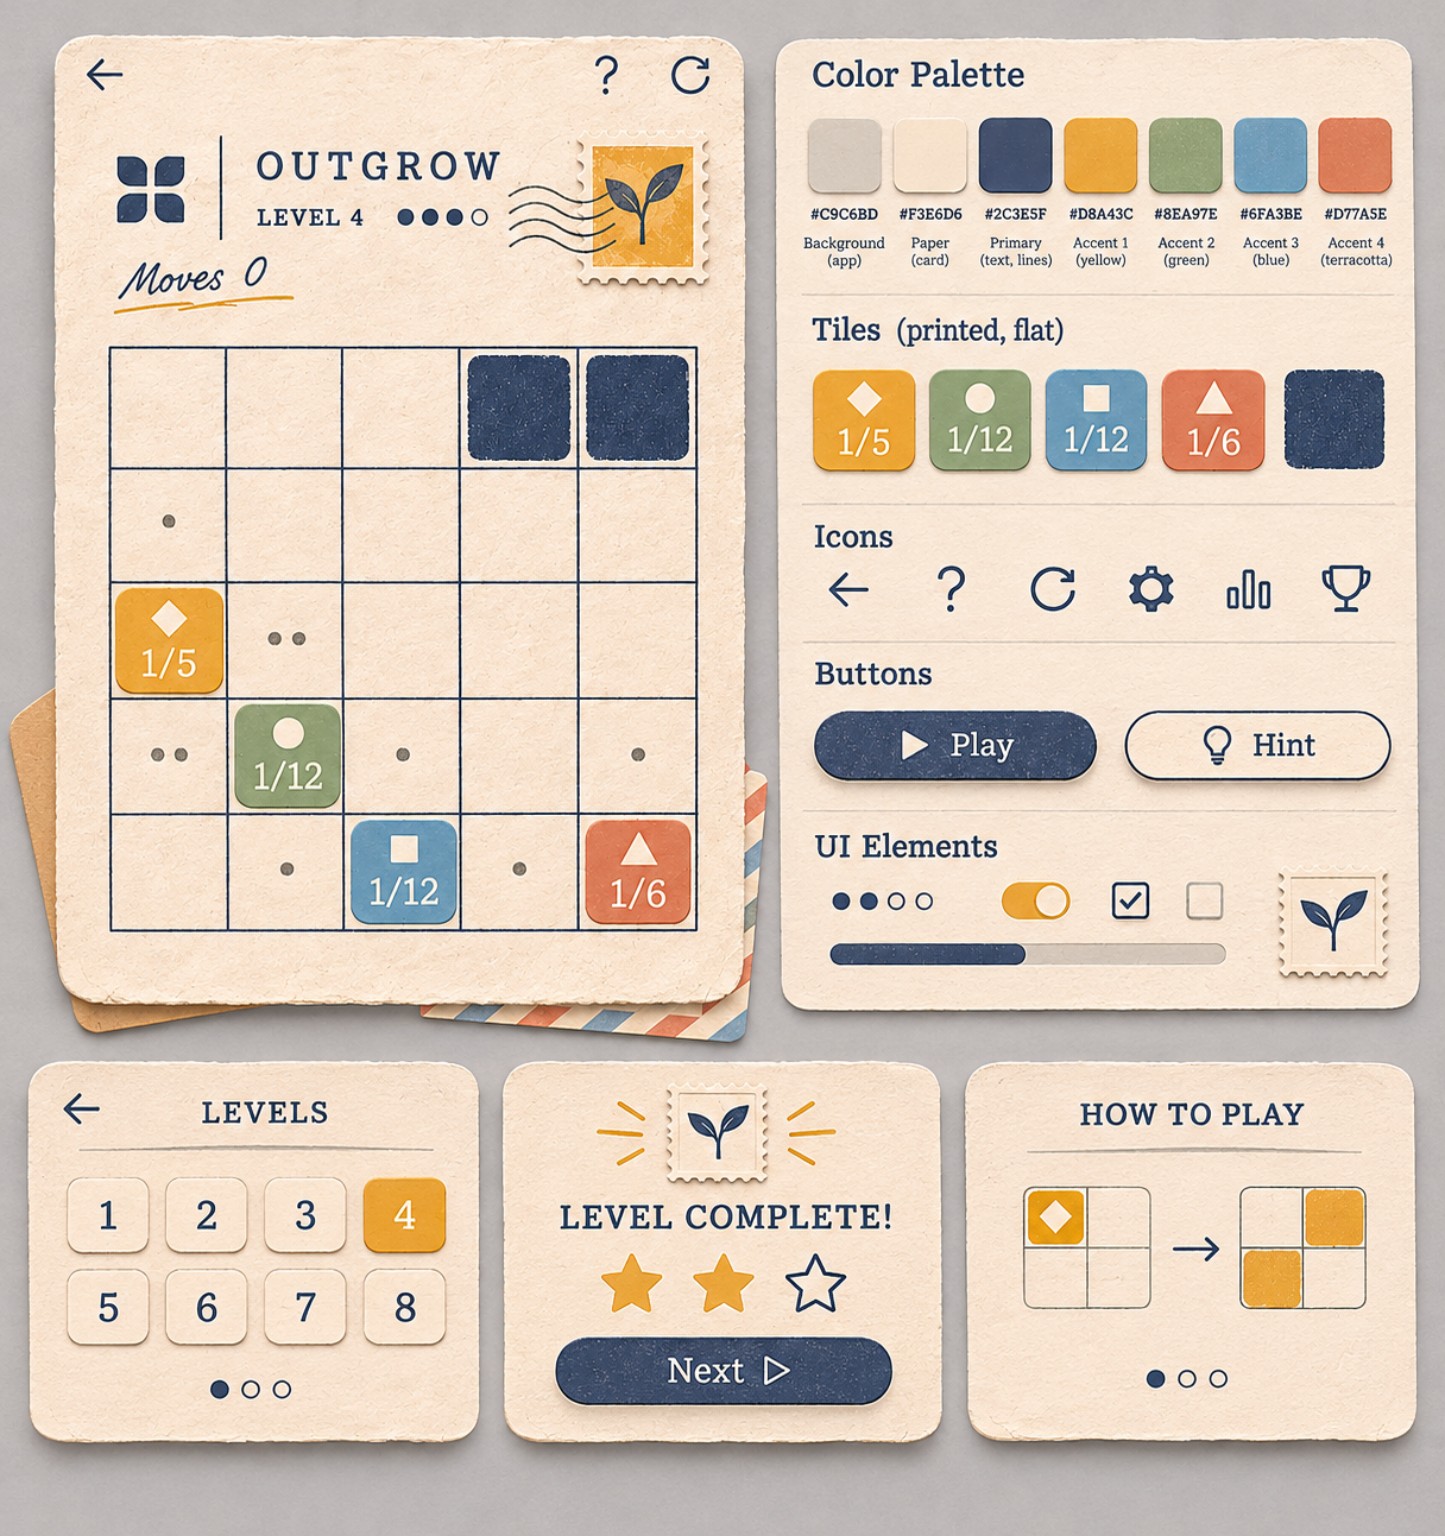 ?
OUTGROW
LEVEL 4
Moves 0
1/5
1/12
1/12
1/6
Color Palette
#C9C6BD #F3E6D6 #2C3E5F #D8A43C #8EA97E #6FA3BE #D77A5E
Background Paper Primary Accent 1 Accent 2 Accent 3 Accent 4
(app) (card) (text, lines) (yellow) (green) (blue) (terracotta)
Tiles (printed, flat)
1/5 1/12 1/12 1/6
Icons
?
Buttons
Play Hint
UI Elements
LEVELS
1 2 3 4
5 6 7 8
LEVEL COMPLETE!
Next
HOW TO PLAY